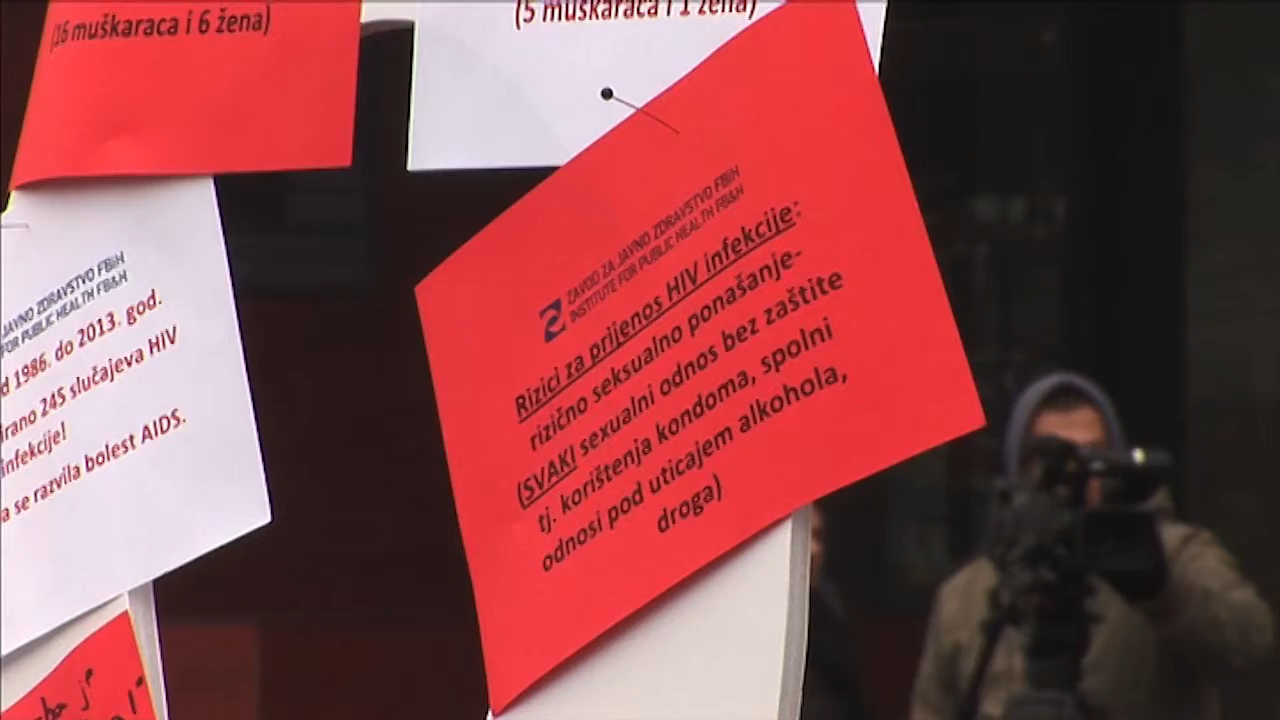 (16 muškaraca i 6 žena)
(5 muškaraca i 1 žena)
JAVNO ZDRAVSTVO FBiH
FOR PUBLIC HEALTH FB&H
1986. do 2013. god.
245 slučajeva HIV
infekcije!
se razvila bolest AIDS.
ZAVOD ZA JAVNO ZDRAVSTVO FBiH
INSTITUTE FOR PUBLIC HEALTH FB&H
Rizici za prijenos HIV infekcije:
rizično seksualno ponašanje-
(SVAKI sexualni odnos bez zaštite
tj. korištenja kondoma, spolni
odnosi pod uticajem alkohola,
droga)